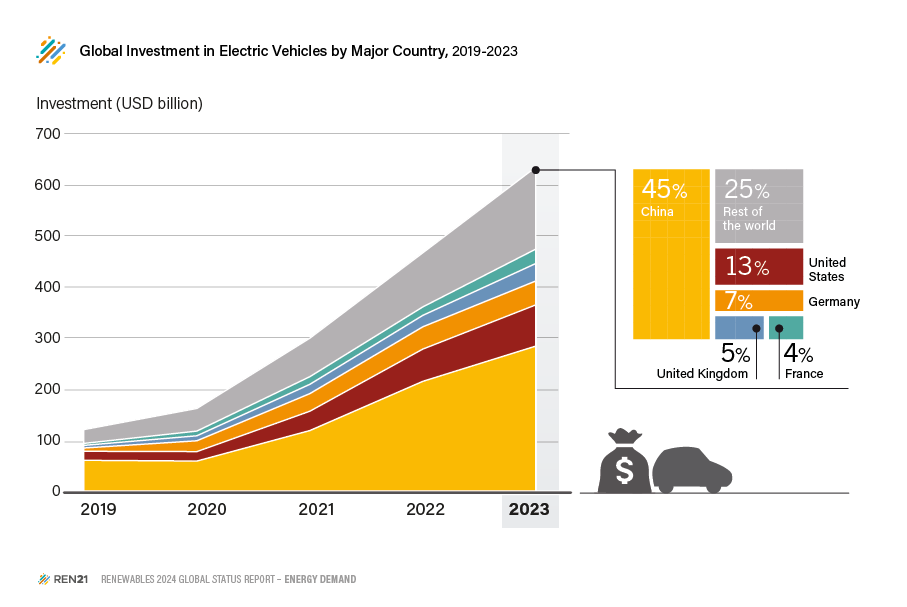 Global Investment in Electric Vehicles by Major Country, 2019-2023
Investment (USD billion)
700
600
500
400
300
200
100
0
2019 2020 2021 2022 2023
45%
China
25%
Rest of
the world
13%
United
States
7%
Germany
5%
United Kingdom
4%
France
$
REN21 RENEWABLES 2024 GLOBAL STATUS REPORT – ENERGY DEMAND